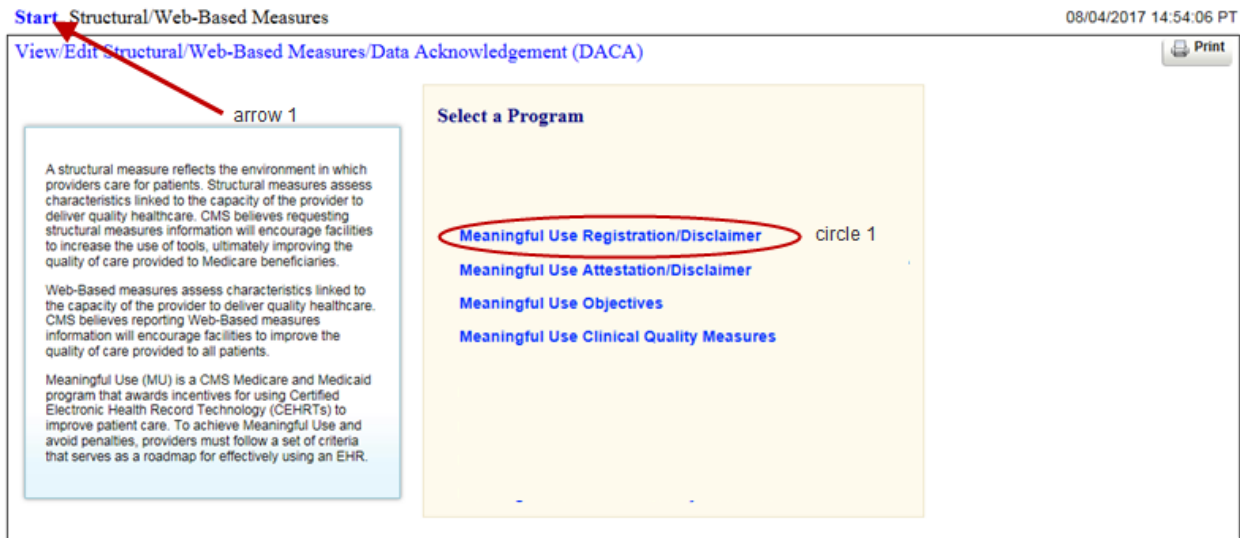 Start Structural/Web-Based Measures
08/04/2017 14:54:06 PT
View/Edit Structural/Web-Based Measures/Data Acknowledgement (DACA)
Print
arrow 1
A structural measure reflects the environment in which
providers care for patients. Structural measures assess
characteristics linked to the capacity of the provider to
deliver quality healthcare. CMS believes requesting
structural measures information will encourage facilities
to increase the use of tools, ultimately improving the
quality of care provided to Medicare beneficiaries.
Web-Based measures assess characteristics linked to
the capacity of the provider to deliver quality healthcare.
CMS believes reporting Web-Based measures
information will encourage facilities to improve the
quality of care provided to all patients.
Meaningful Use (MU) is a CMS Medicare and Medicaid
program that awards incentives for using Certified
Electronic Health Record Technology (CEHRTs) to
improve patient care. To achieve Meaningful Use and
avoid penalties, providers must follow a set of criteria
that serves as a roadmap for effectively using an EHR.
Select a Program
Meaningful Use Registration/Disclaimer
circle 1
Meaningful Use Attestation/Disclaimer
Meaningful Use Objectives
Meaningful Use Clinical Quality Measures